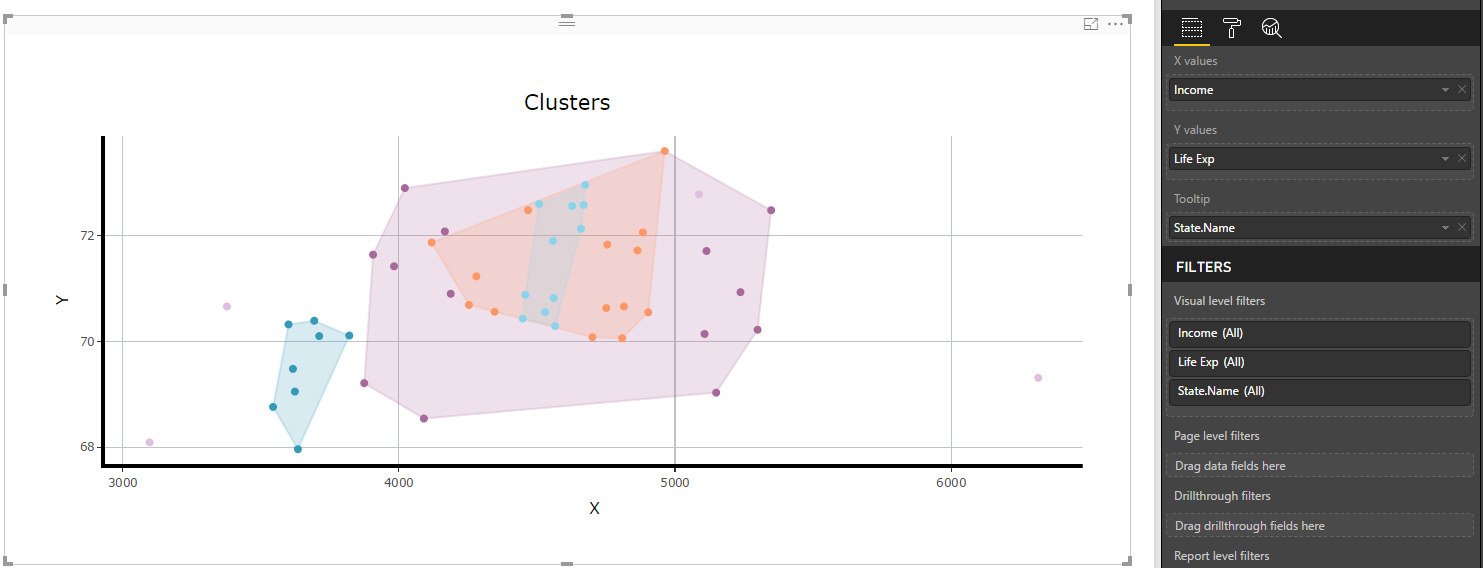 Clusters
72
70
68
Y
3000 4000 5000 6000
X
X values
Income
Y values
Life Exp
Tooltip
State.Name
FILTERS
Visual level filters
Income (All)
Life Exp (All)
State.Name (All)
Page level filters
Drag data fields here
Drillthrough filters
Drag drillthrough fields here
Report level filters